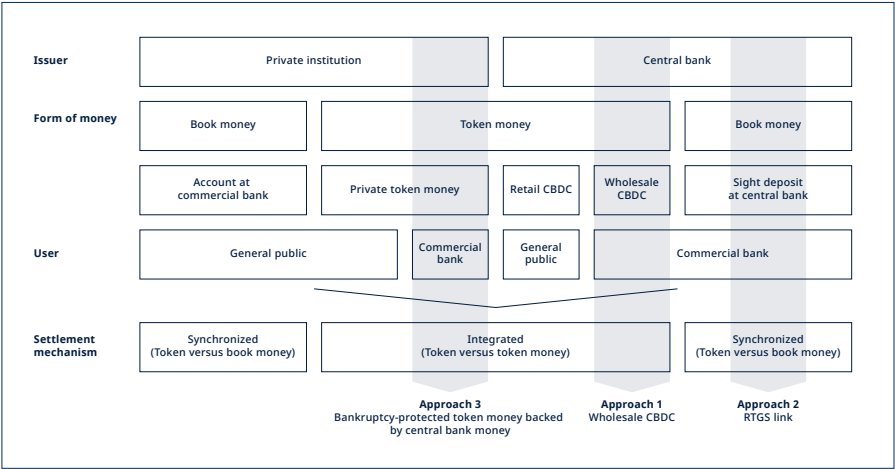 Issuer
Private institution
Central bank
Form of money
Book money
Token money
Book money
Account at
commercial bank
Private token money
Retail CBDC
Wholesale
CBDC
Sight deposit
at central bank
User
General public
Commercial
bank
General
public
Commercial bank
Settlement
mechanism
Synchronized
(Token versus book money)
Integrated
(Token versus token money)
Synchronized
(Token versus book money)
Approach 3
Bankruptcy-protected token money backed
by central bank money
Approach 1
Wholesale CBDC
Approach 2
RTGS link